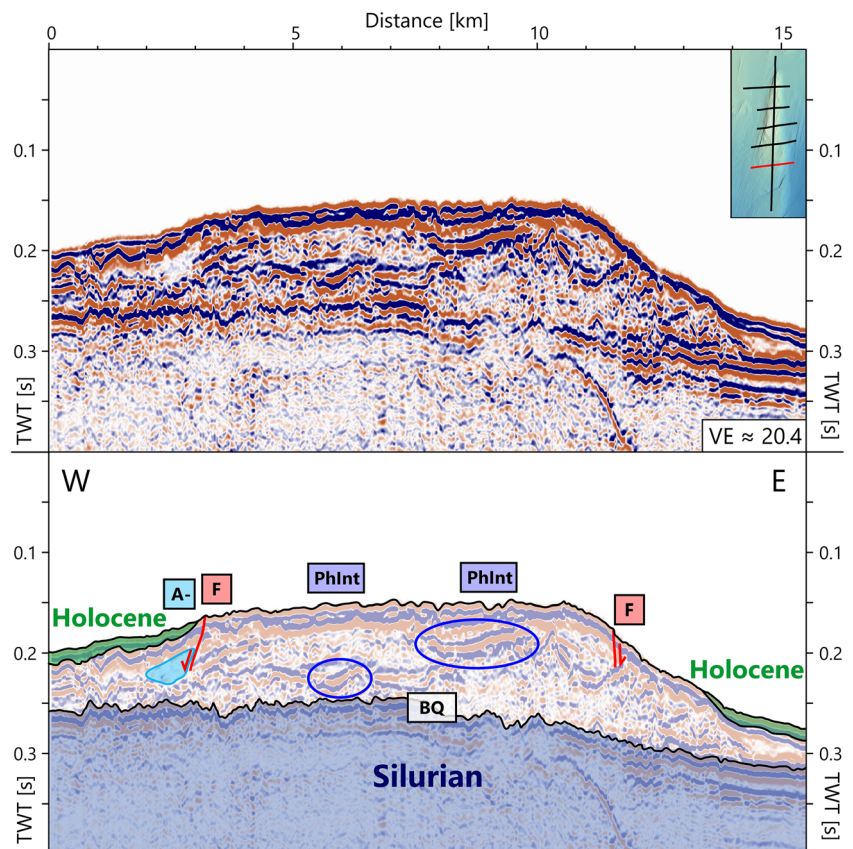 Distance [km]
0 5 10 15
0.1 0.1
0.2 0.2
0.3 0.3
TWT [s] TWT [s]
VE ≈ 20.4
W E
0.1 0.1
A- F PhInt PhInt F
Holocene
0.2 0.2
Holocene
BQ
0.3 0.3
Silurian
TWT [s] TWT [s]